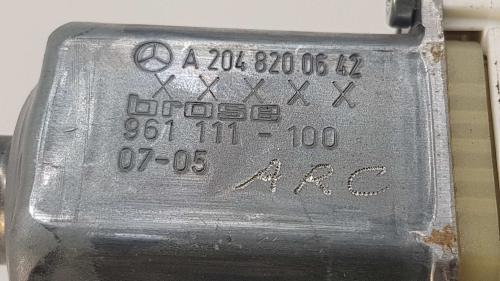 A 204 820 06 42
X X X X X
brose
961 111 - 100
07-05
ARC